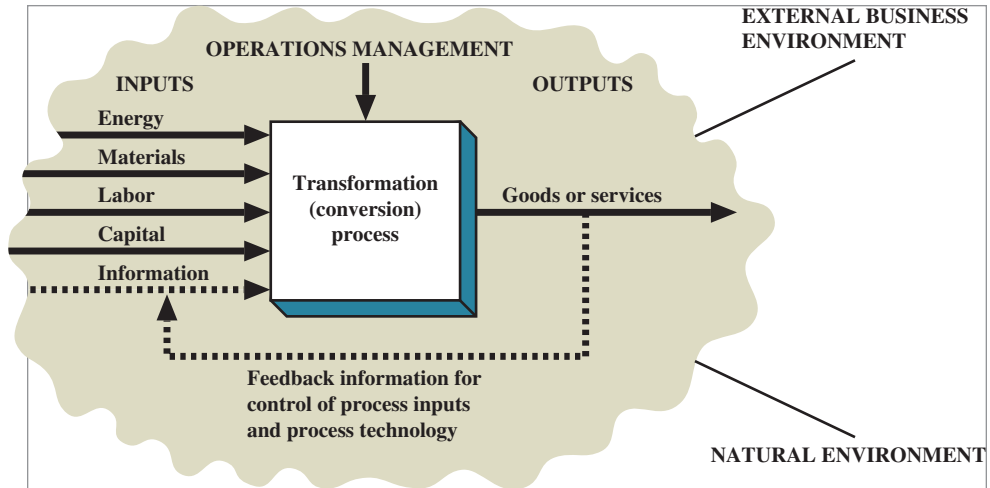 EXTERNAL BUSINESS
ENVIRONMENT
OPERATIONS MANAGEMENT
INPUTS
OUTPUTS
Energy
Materials
Labor
Capital
Information
Transformation
(conversion)
process
Goods or services
Feedback information for
control of process inputs
and process technology
NATURAL ENVIRONMENT